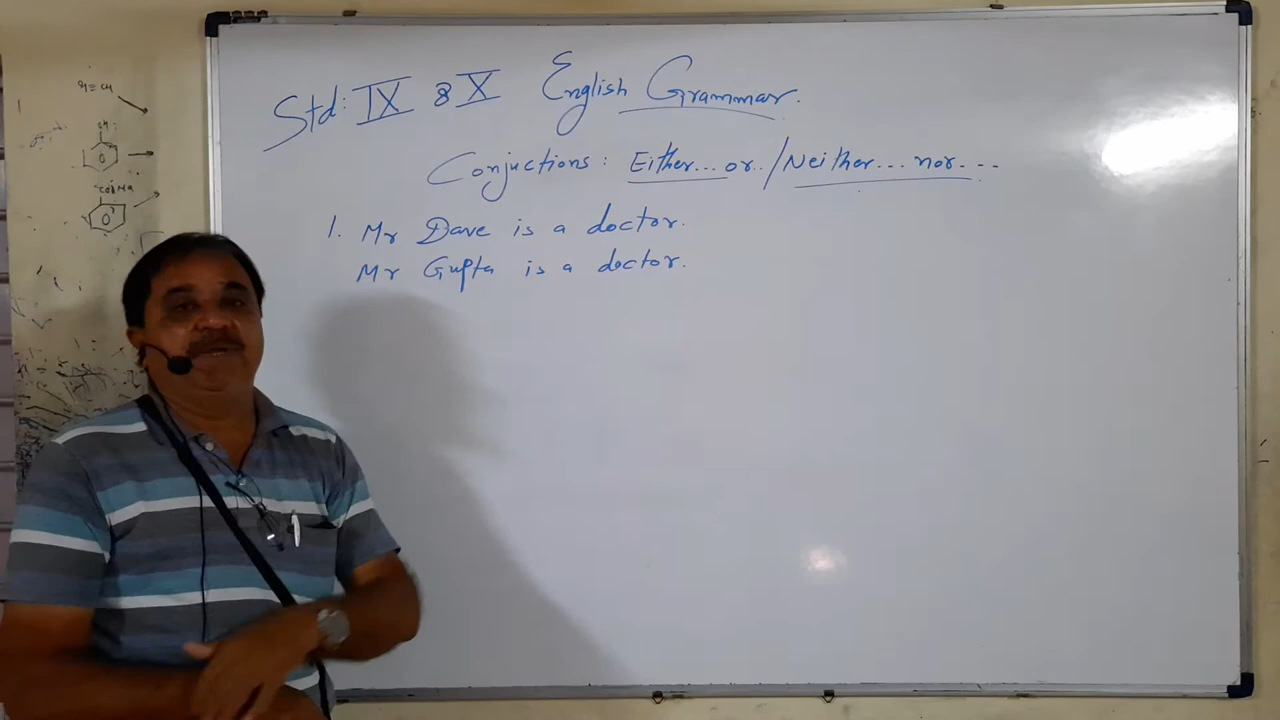 Std: IX & X English Grammar.
Conjuctions: Either...or../Neither...nor....
1. Mr Dave is a doctor.
Mr Gupta is a doctor.